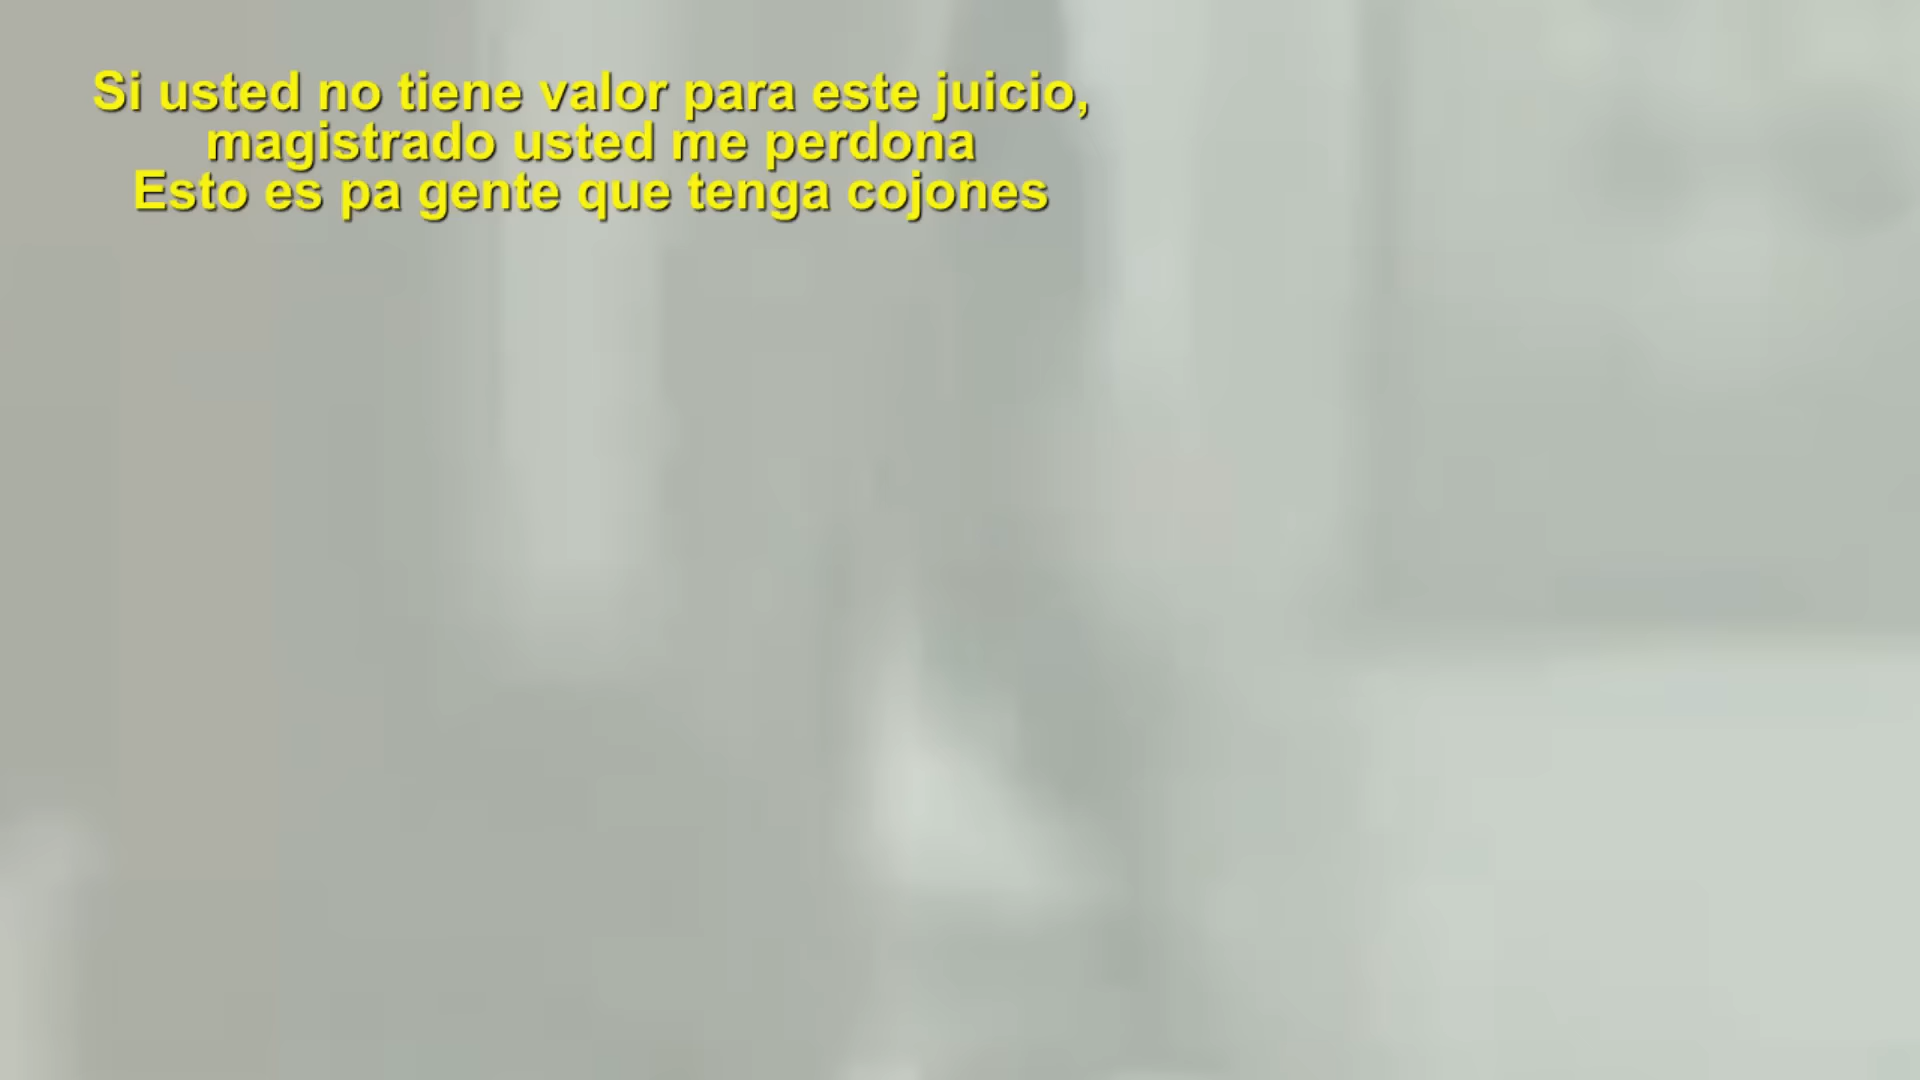 Si usted no tiene valor para este juicio,
magistrado usted me perdona
Esto es pa gente que tenga cojones